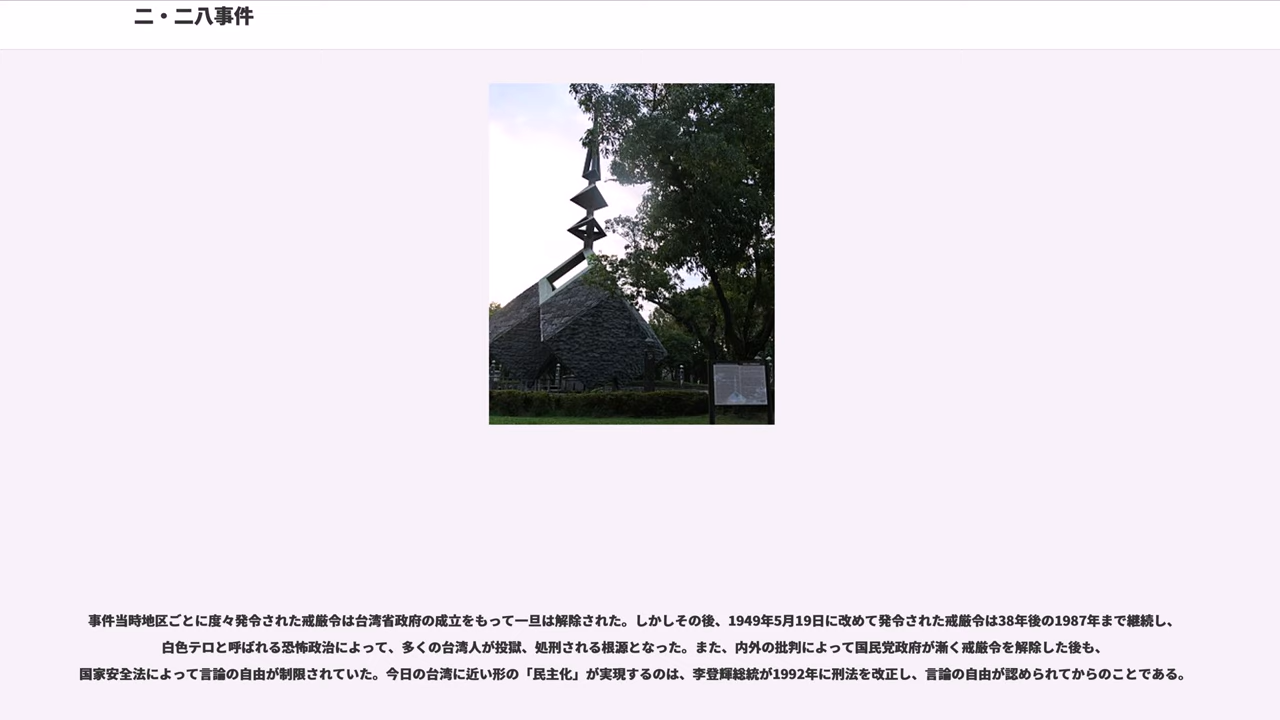 二・二八事件
事件当時地区ごとに度々発令された戒厳令は台湾省政府の成立をもって一旦は解除された。しかしその後、1949年5月19日に改めて発令された戒厳令は38年後の1987年まで継続し、
白色テロと呼ばれる恐怖政治によって、多くの台湾人が投獄、処刑される根源となった。また、内外の批判によって国民党政府が漸く戒厳令を解除した後も、
国家安全法によって言論の自由が制限されていた。今日の台湾に近い形の「民主化」が実現するのは、李登輝総統が1992年に刑法を改正し、言論の自由が認められてからのことである。